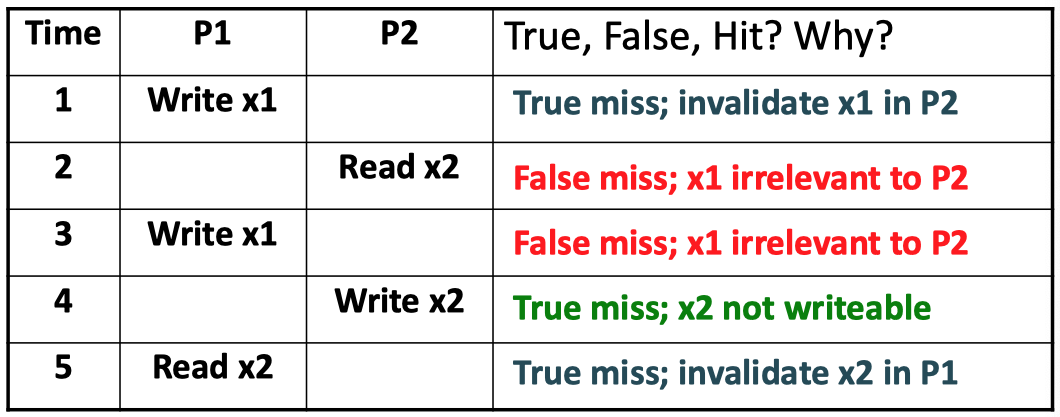 Time P1 P2 True, False, Hit? Why?
1 Write x1 True miss; invalidate x1 in P2
2 Read x2 False miss; x1 irrelevant to P2
3 Write x1 False miss; x1 irrelevant to P2
4 Write x2 True miss; x2 not writeable
5 Read x2 True miss; invalidate x2 in P1